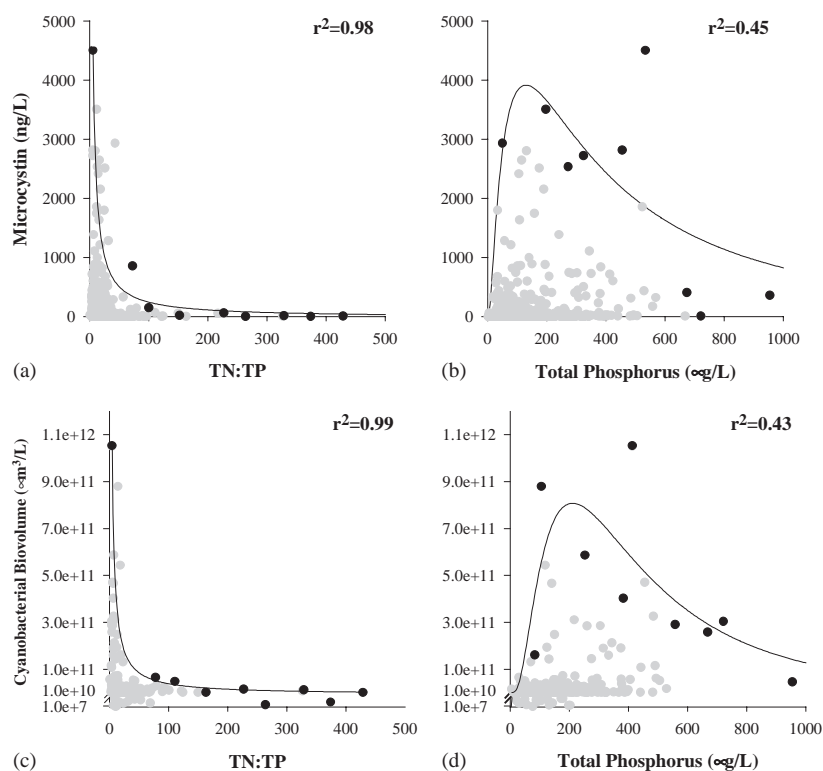 r²=0.98
5000
4000
3000
2000
1000
0
Microcystin (ng/L)
0 100 200 300 400 500
(a) TN:TP
r²=0.45
5000
4000
3000
2000
1000
0
0 200 400 600 800 1000
(b) Total Phosphorus (∝g/L)
r²=0.99
1.1e+12
9.0e+11
7.0e+11
5.0e+11
3.0e+11
1.0e+11
1.0e+10
1.0e+7
Cyanobacterial Biovolume (∝m³/L)
0 100 200 300 400 500
(c) TN:TP
r²=0.43
1.1e+12
9.0e+11
7.0e+11
5.0e+11
3.0e+11
1.0e+11
1.0e+10
1.0e+7
0 200 400 600 800 1000
(d) Total Phosphorus (∝g/L)